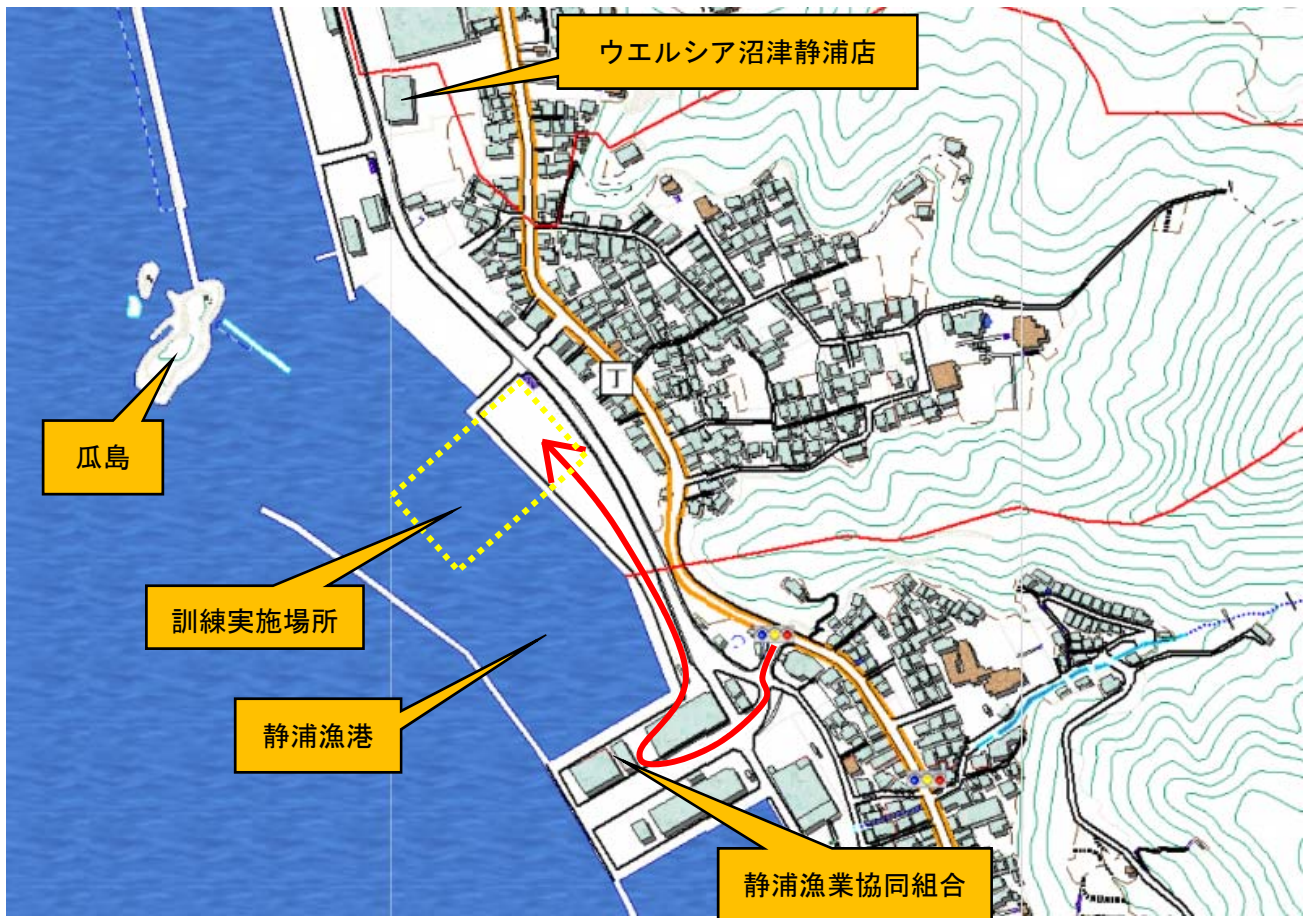 ウエルシア沼津静浦店
瓜島
訓練実施場所
静浦漁港
静浦漁業協同組合